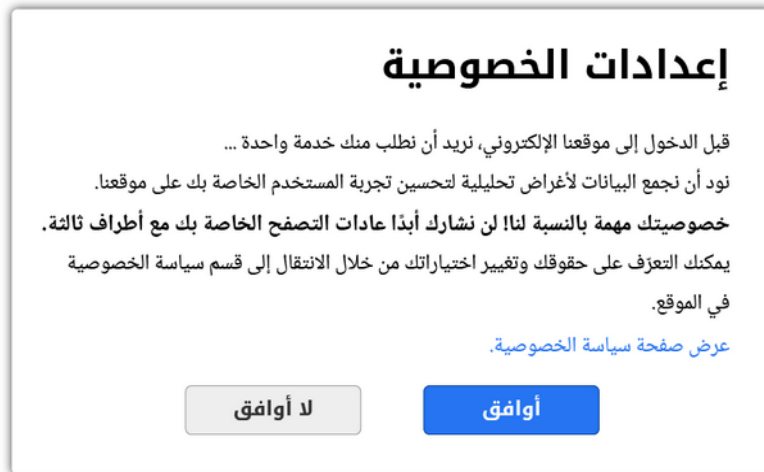 إعدادات الخصوصية
قبل الدخول إلى موقعنا الإلكتروني، نريد أن نطلب منك خدمة واحدة ...
نود أن نجمع البيانات لأغراض تحليلية لتحسين تجربة المستخدم الخاصة بك على موقعنا.
خصوصيتك مهمة بالنسبة لنا! لن نشارك أبدًا عادات التصفح الخاصة بك مع أطراف ثالثة.
يمكنك التعرّف على حقوقك وتغيير اختياراتك من خلال الانتقال إلى قسم سياسة الخصوصية
في الموقع.
عرض صفحة سياسة الخصوصية.
أوافق
لا أوافق